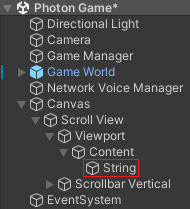 Photon Game*
Directional Light
Camera
Game Manager
Game World
Network Voice Manager
Canvas
Scroll View
Viewport
Content
String
Scrollbar Vertical
EventSystem